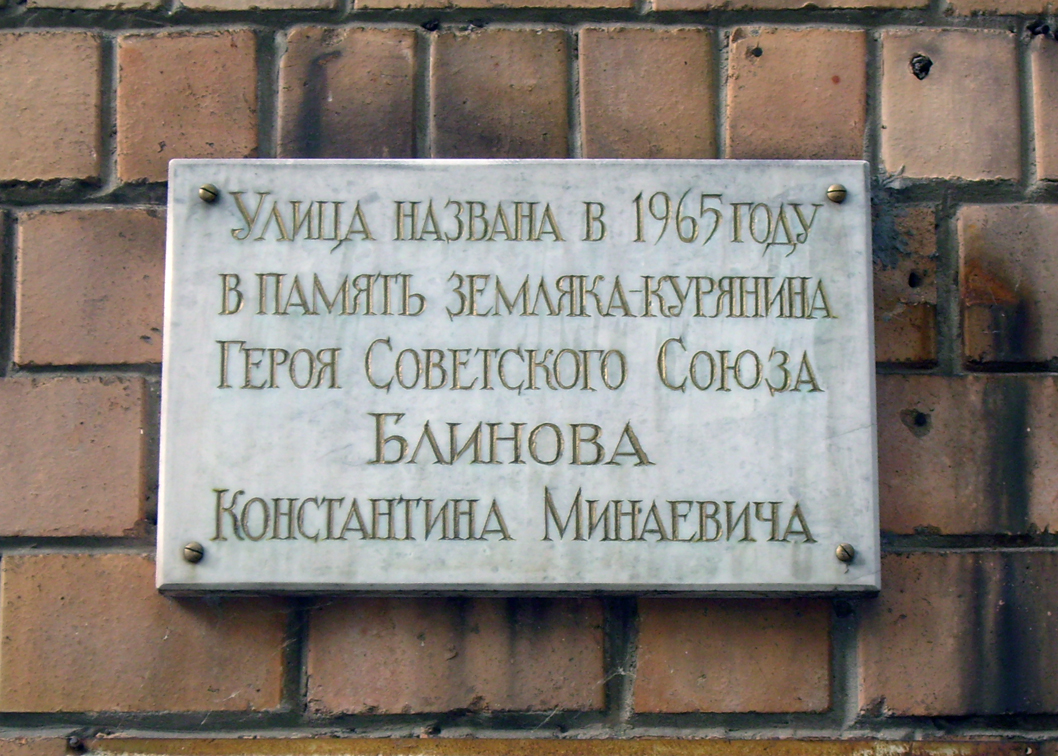 Улица названа в 1965 году
в память земляка-курянина
Героя Советского Союза
Блинова
Константина Минаевича